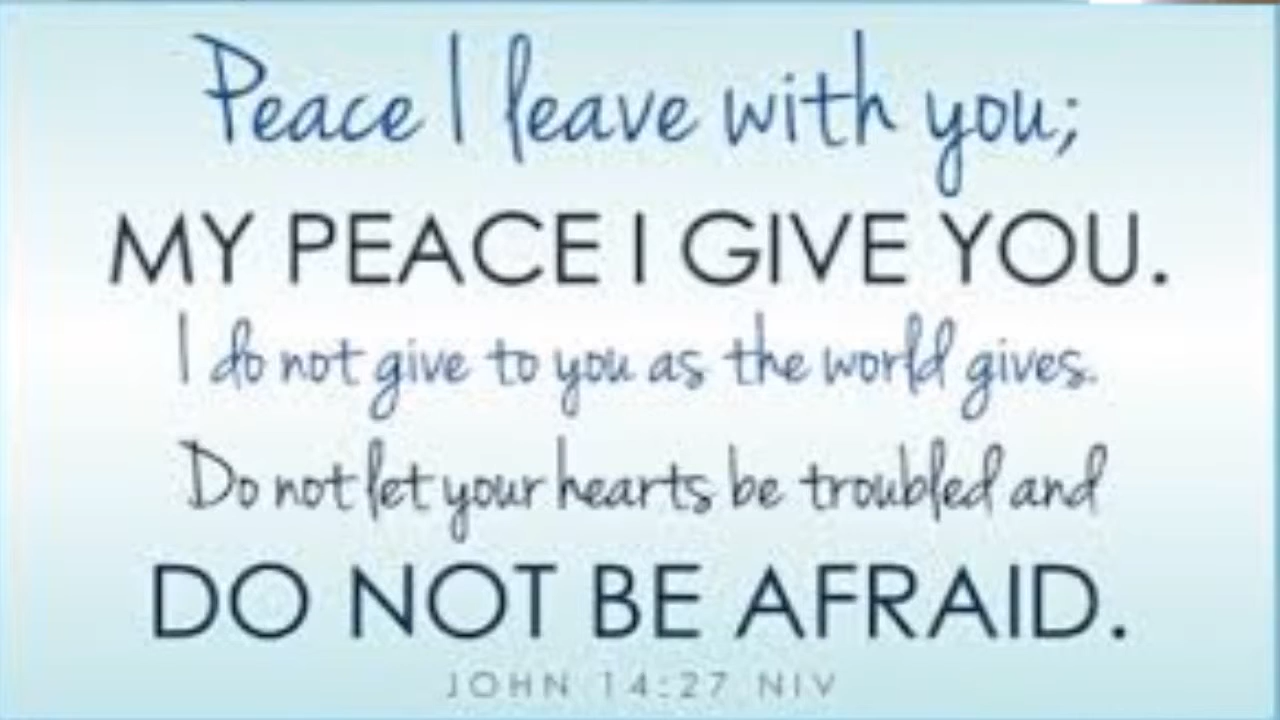 Peace I leave with you;
MY PEACE I GIVE YOU.
I do not give to you as the world gives.
Do not let your hearts be troubled and
DO NOT BE AFRAID.
JOHN 14:27 NIV